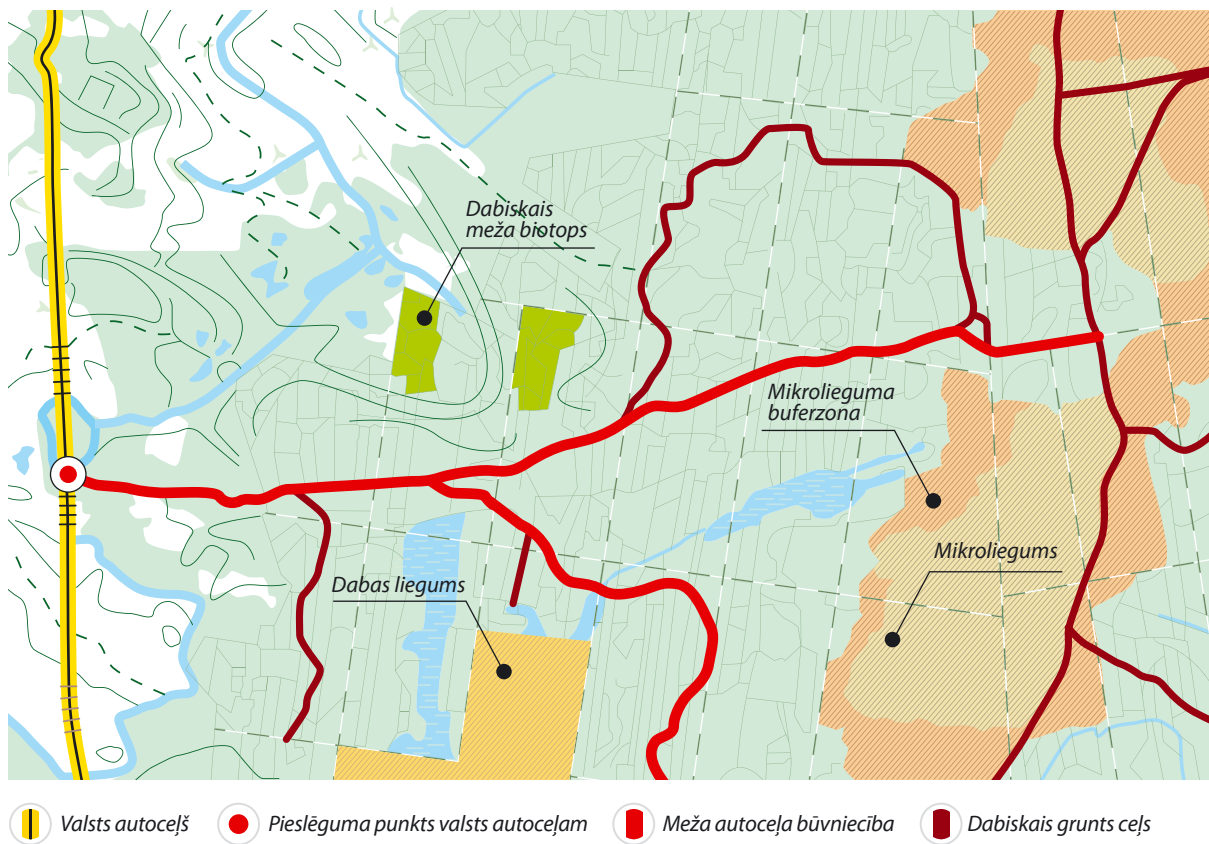 Dabiskais
meža biotops
Mikrolieguma
buferzona
Mikroliegums
Dabas liegums
Valsts autoceļš
Pieslēguma punkts valsts autoceļam
Meža autoceļa būvniecība
Dabiskais grunts ceļš